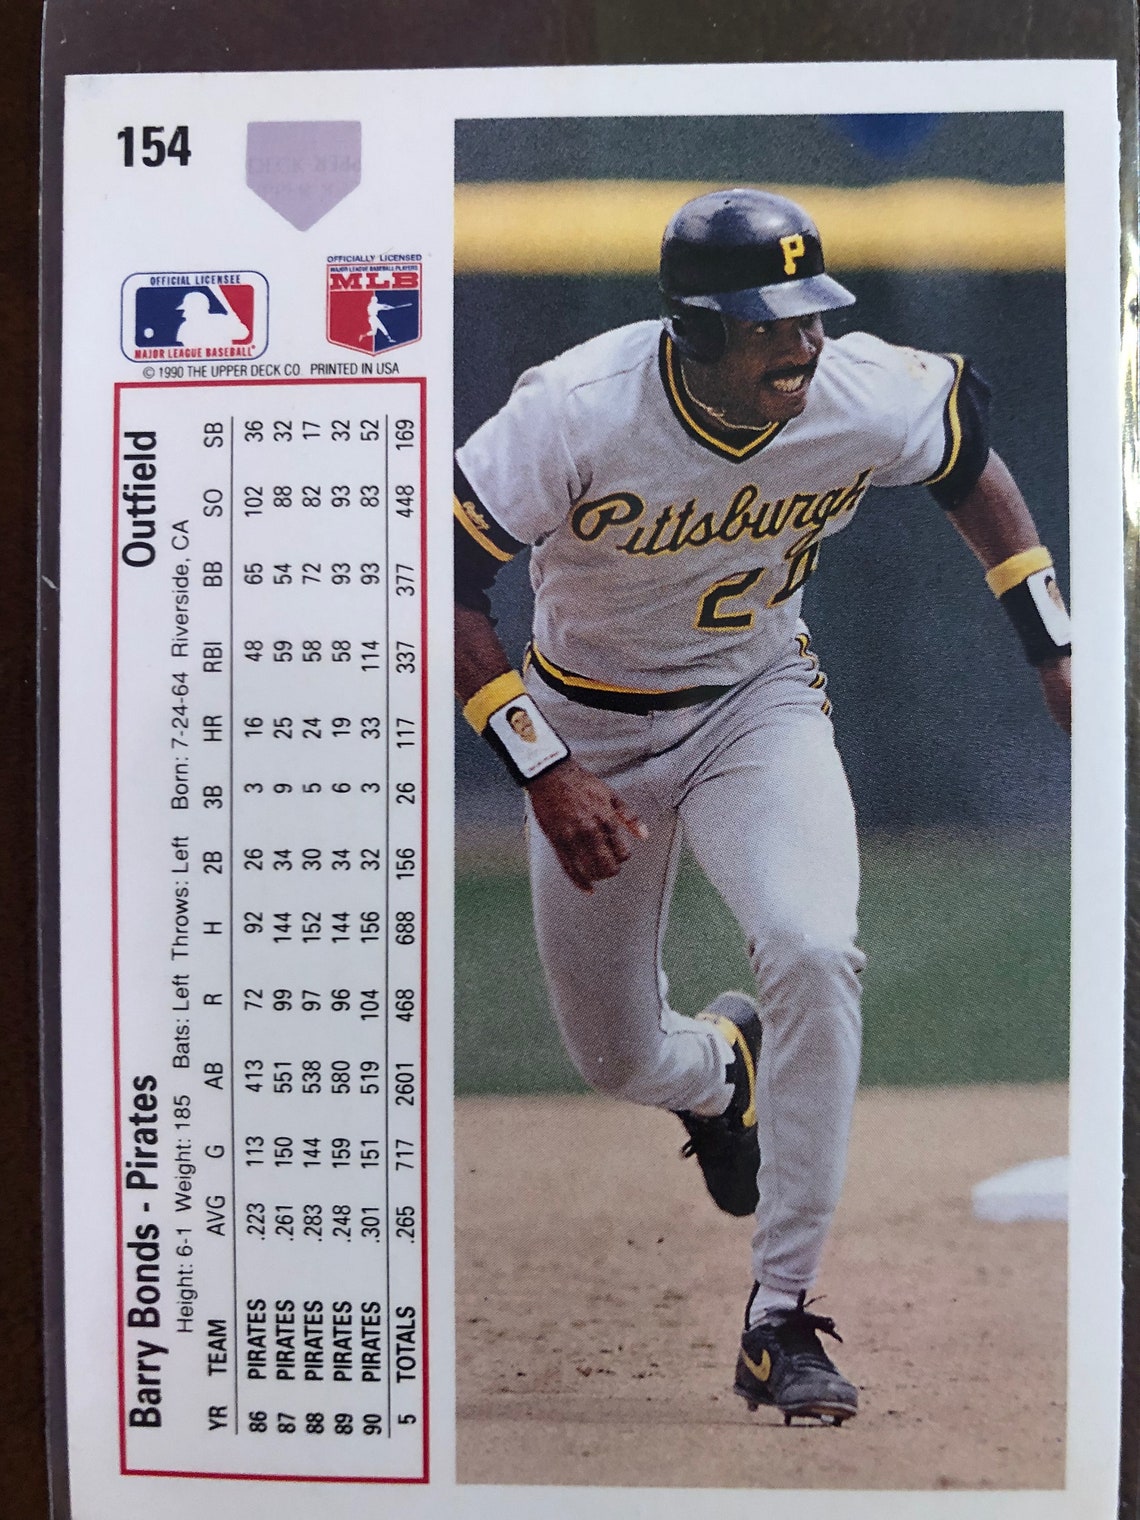 154
OFFICIAL LICENSEE
MAJOR LEAGUE BASEBALL
OFFICIALLY LICENSED
MAJOR LEAGUE BASEBALL PLAYERS
MLB
© 1990 THE UPPER DECK CO. PRINTED IN USA
Barry Bonds - Pirates Outfield
Height: 6-1 Weight: 185 Bats: Left Throws: Left Born: 7-24-64 Riverside, CA
YR TEAM AVG G AB R H 2B 3B HR RBI BB SO SB
86 PIRATES .223 113 413 72 92 26 3 16 48 65 102 36
87 PIRATES .261 150 551 99 144 34 9 25 59 54 88 32
88 PIRATES .283 144 538 97 152 30 5 24 58 72 82 17
89 PIRATES .248 159 580 96 144 34 6 19 58 93 93 32
90 PIRATES .301 151 519 104 156 32 3 33 114 93 83 52
5 TOTALS .265 717 2601 468 688 156 26 117 337 377 448 169
P
Pittsburgh
2